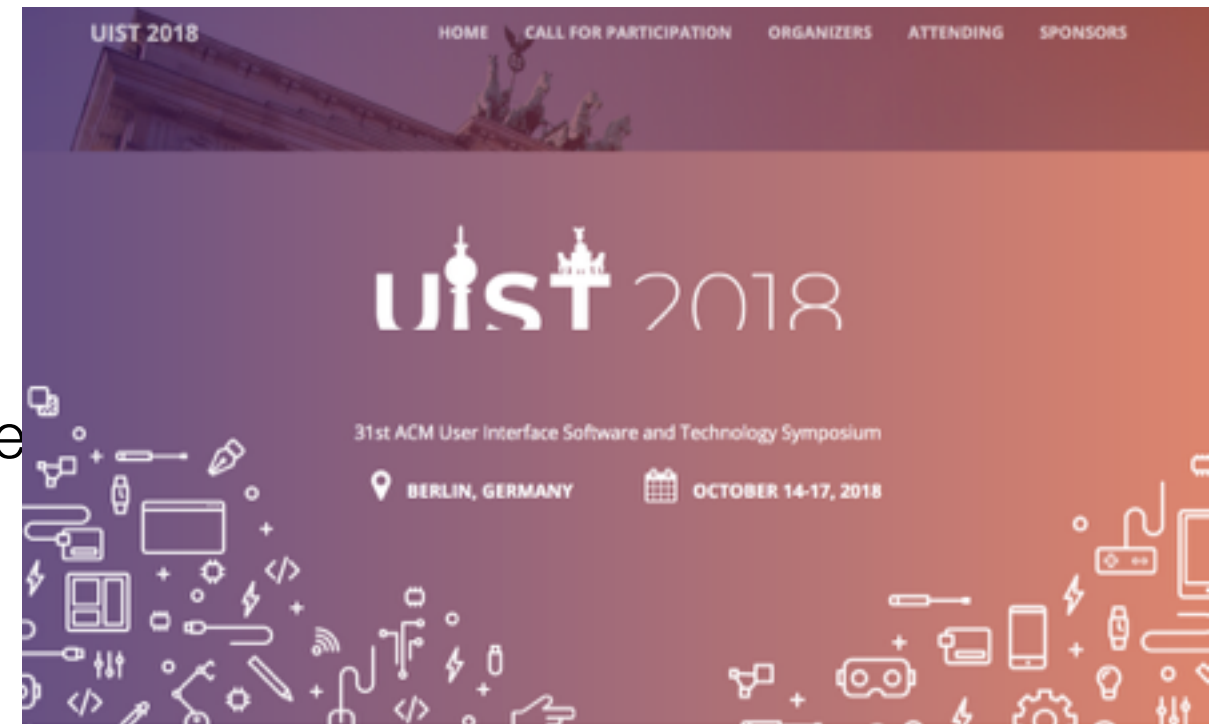 UIST 2018 HOME CALL FOR PARTICIPATION ORGANIZERS ATTENDING SPONSORS
UIST 2018
e
31st ACM User Interface Software and Technology Symposium
BERLIN, GERMANY OCTOBER 14-17, 2018